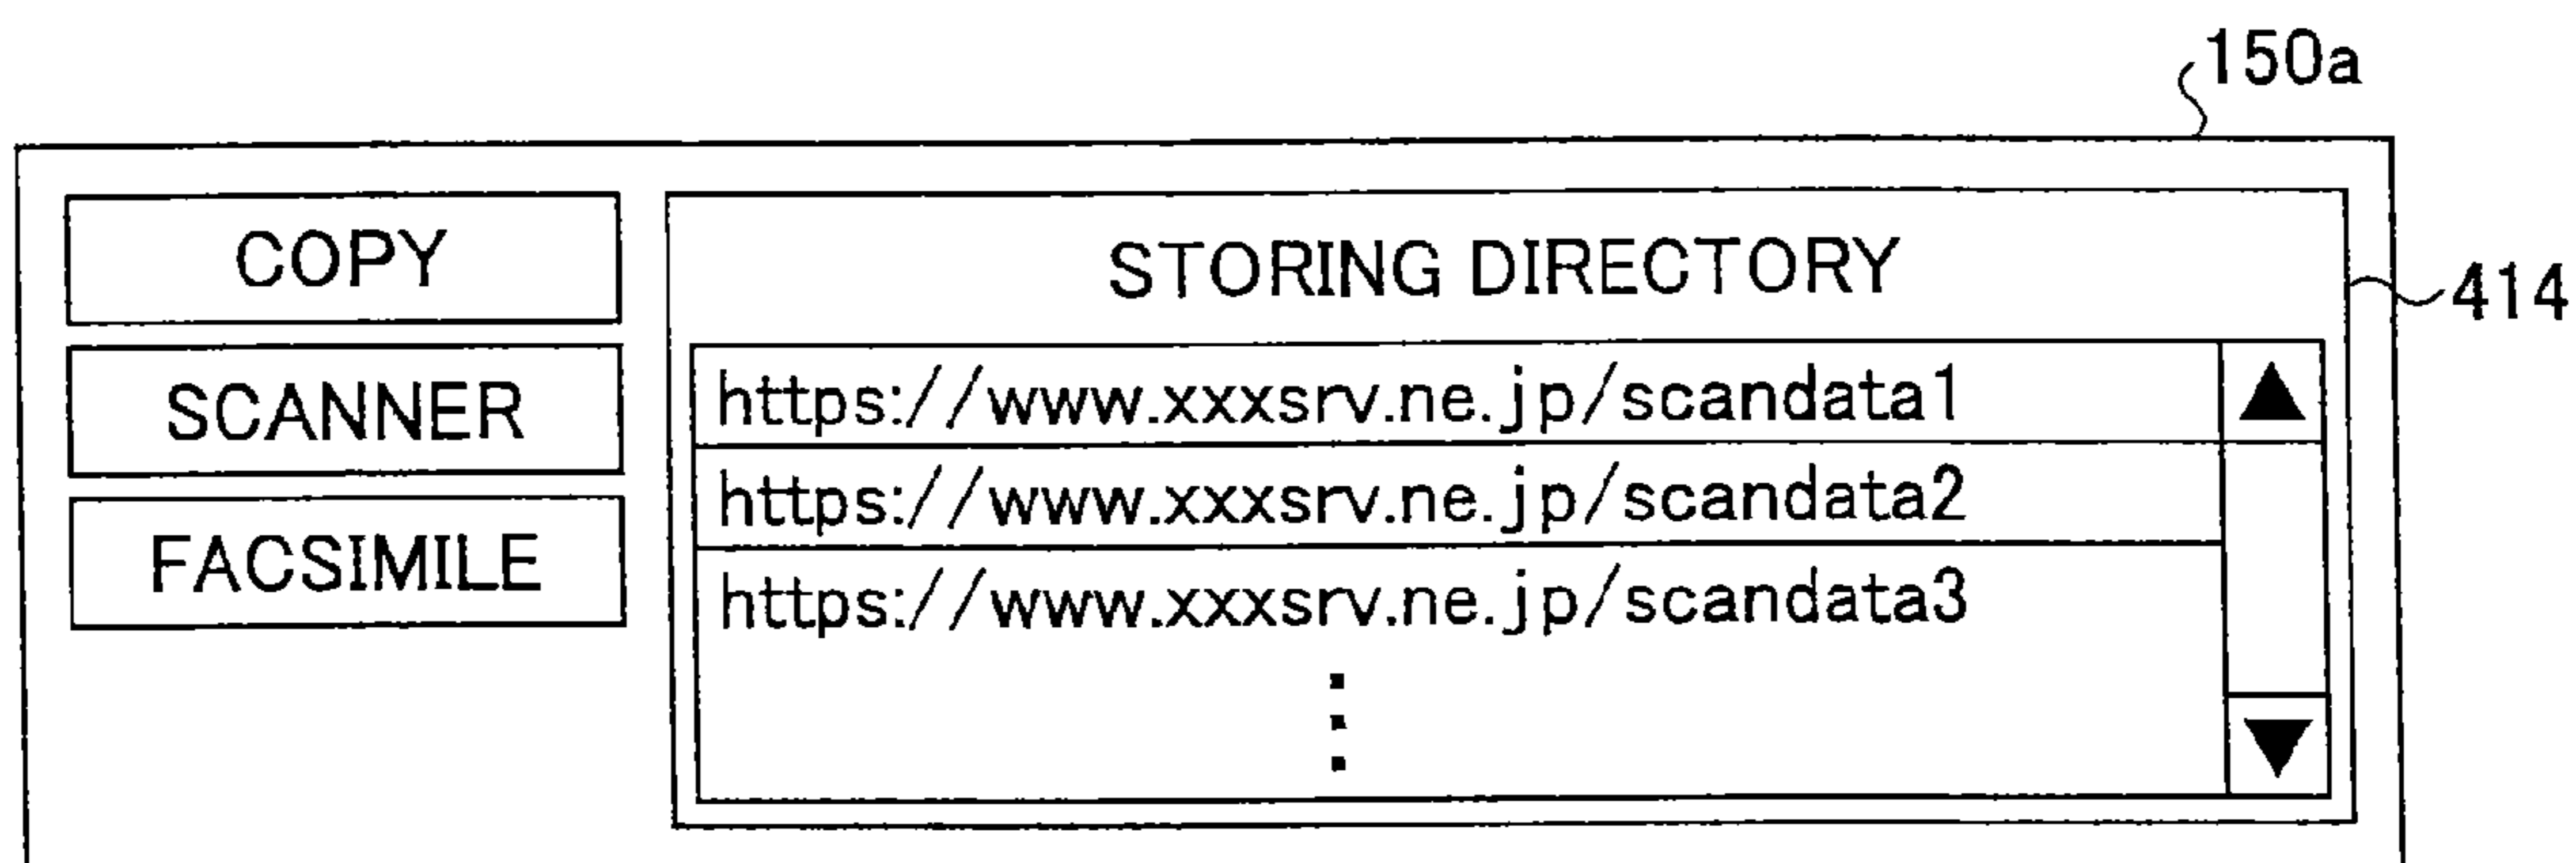 150a
COPY
SCANNER
FACSIMILE
STORING DIRECTORY
414
https://www.xxxsrv.ne.jp/scandata1
https://www.xxxsrv.ne.jp/scandata2
https://www.xxxsrv.ne.jp/scandata3